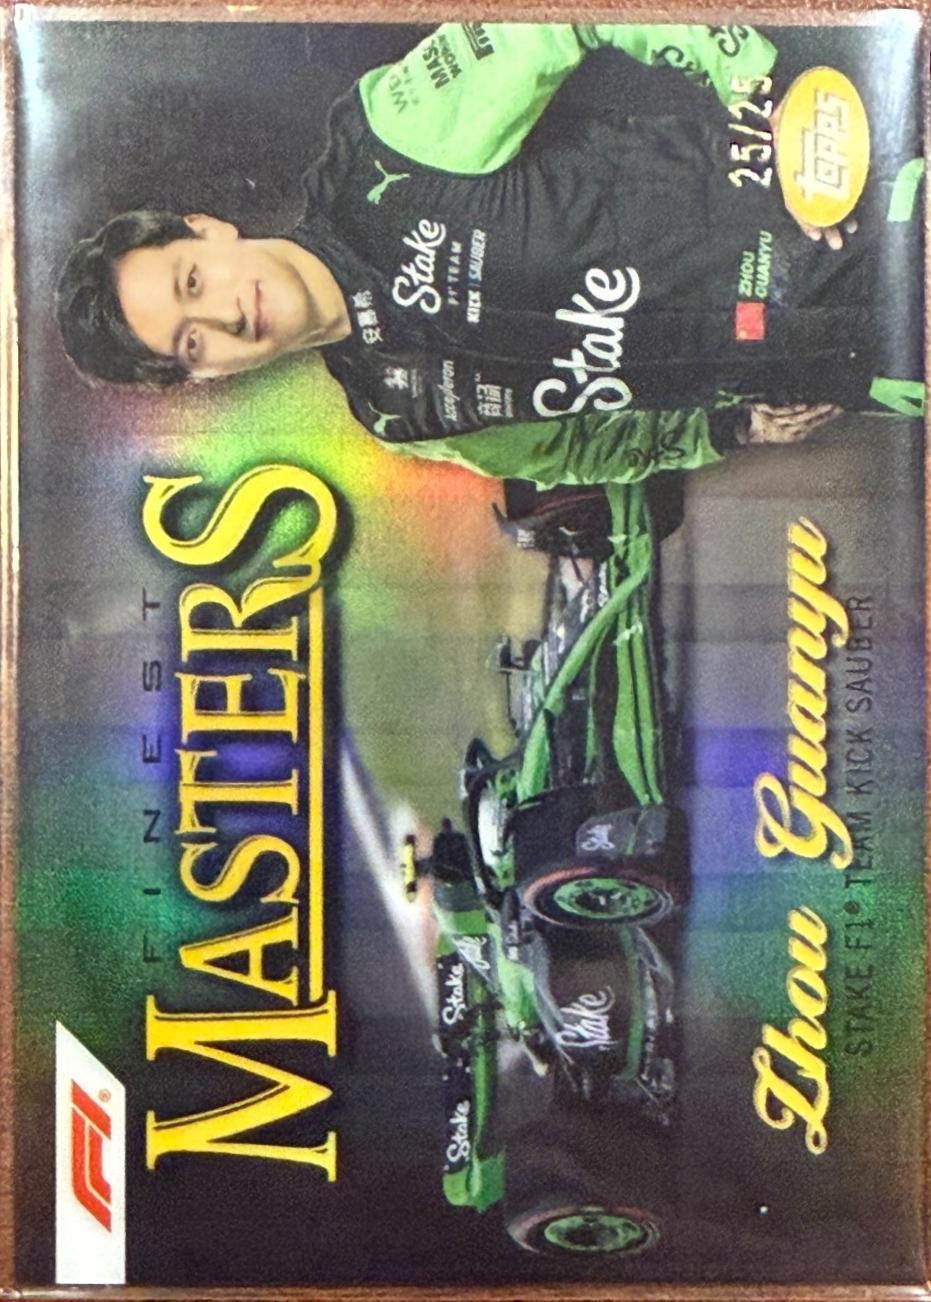 F1®
FINEST
MASTERS
Stake
F1® TEAM
KICK SAUBER
Stake
ZHOU
GUANYU
25/25
topps
Stake
Stake
Stake
Zhou Guanyu
STAKE F1® TEAM KICK SAUBER